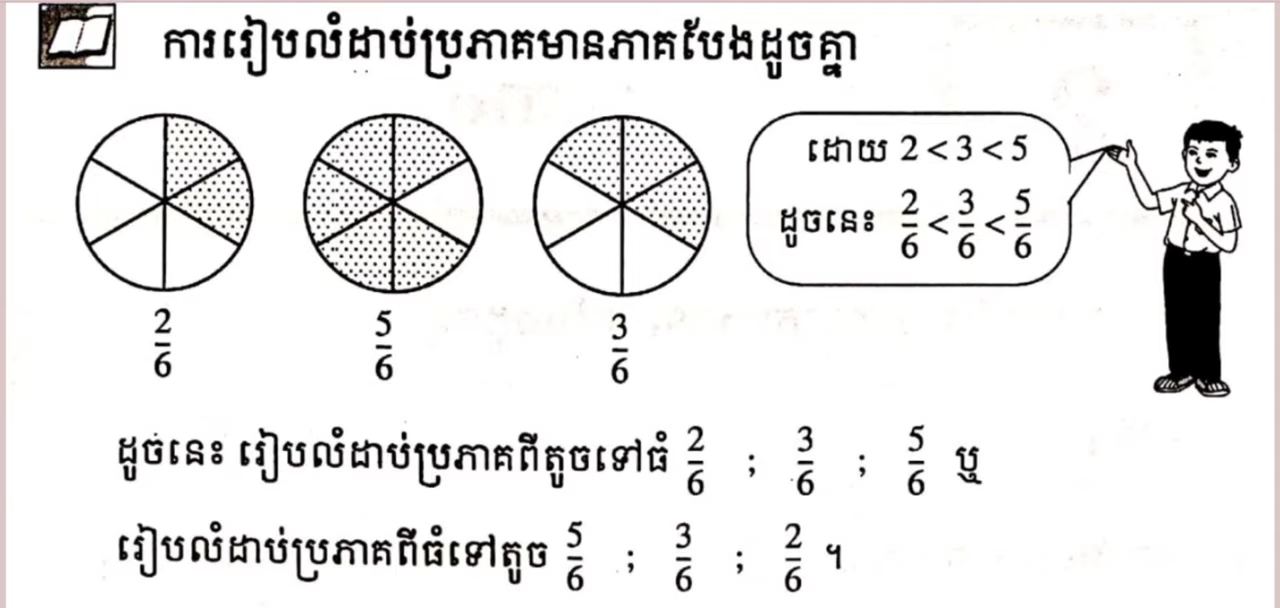 ការរៀបលំដាប់ប្រភាគមានភាគបែងដូចគ្នា
ដោយ 2 < 3 < 5
ដូចនេះ 2/6 < 3/6 < 5/6
2/6 5/6 3/6
ដូចនេះ រៀបលំដាប់ប្រភាគពីតូចទៅធំ 2/6 ; 3/6 ; 5/6 ឬ
រៀបលំដាប់ប្រភាគពីធំទៅតូច 5/6 ; 3/6 ; 2/6 ។